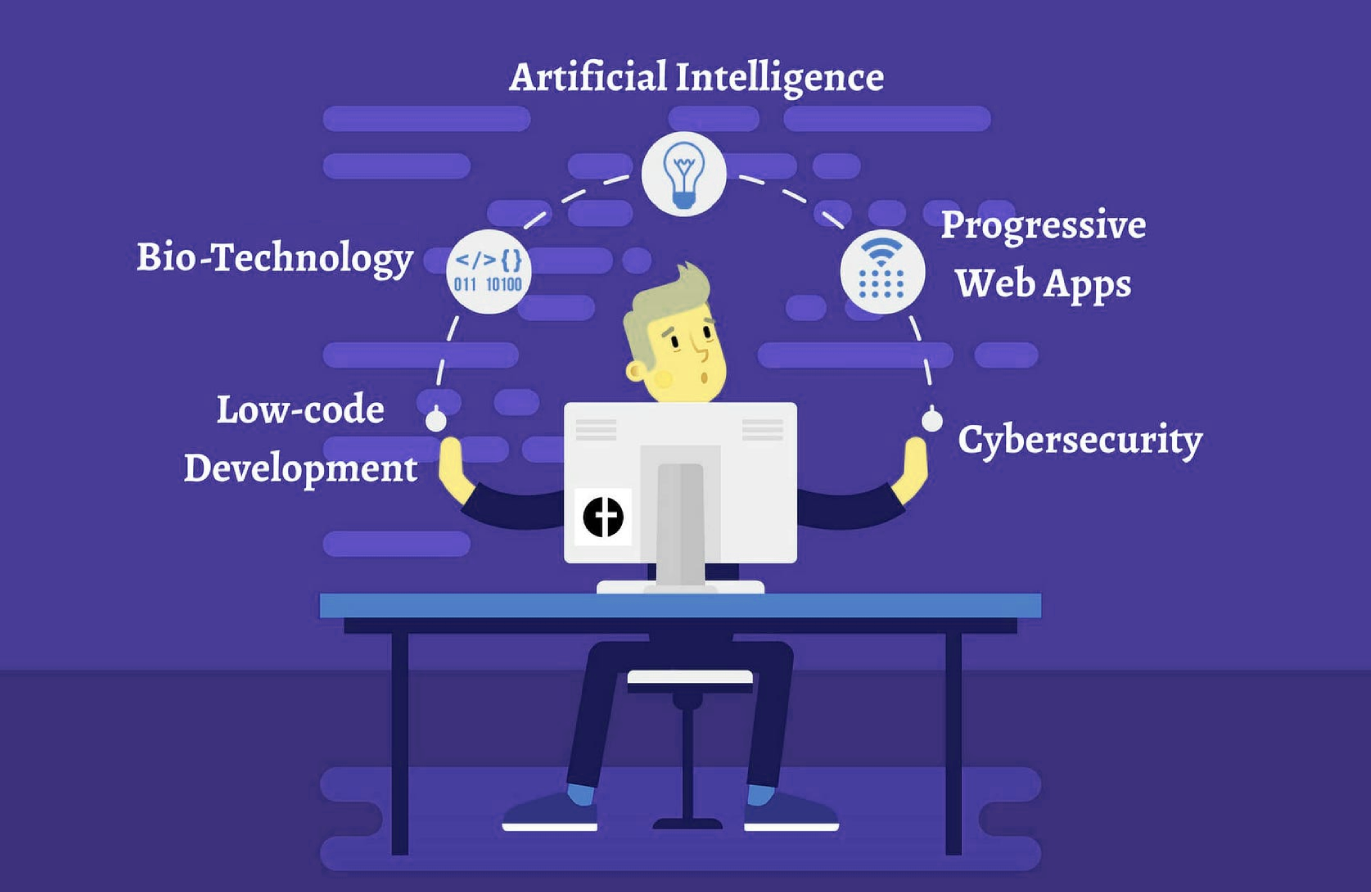 Artificial Intelligence
Progressive
Web Apps
Bio-Technology
</> {}
011 10100
Low-code
Development
Cybersecurity